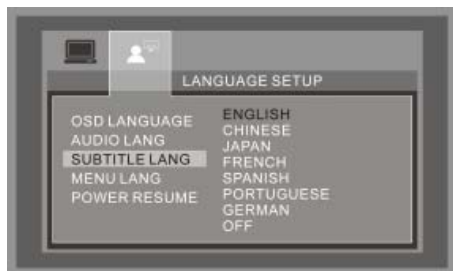 LANGUAGE SETUP
OSD LANGUAGE
AUDIO LANG
SUBTITLE LANG
MENU LANG
POWER RESUME
ENGLISH
CHINESE
JAPAN
FRENCH
SPANISH
PORTUGUESE
GERMAN
OFF